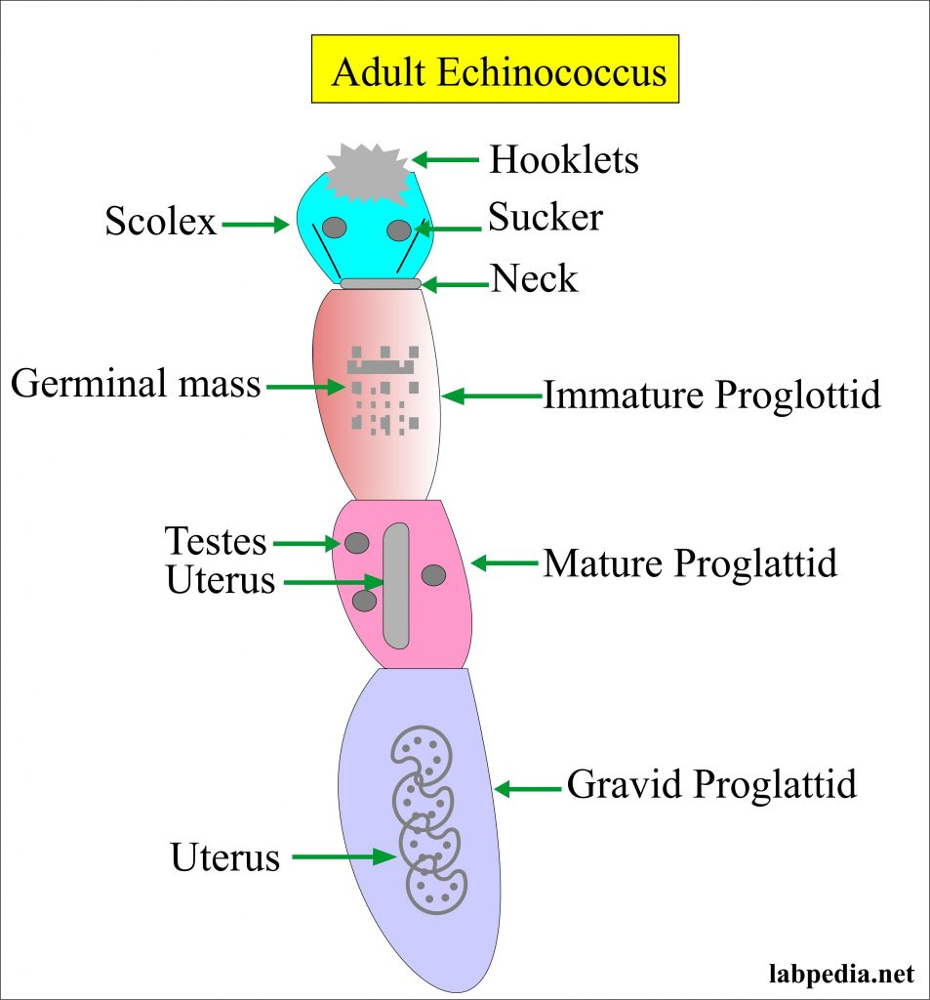 Adult Echinococcus
Hooklets
Scolex
Sucker
Neck
Germinal mass
Immature Proglottid
Testes
Uterus
Mature Proglattid
Gravid Proglattid
Uterus
labpedia.net